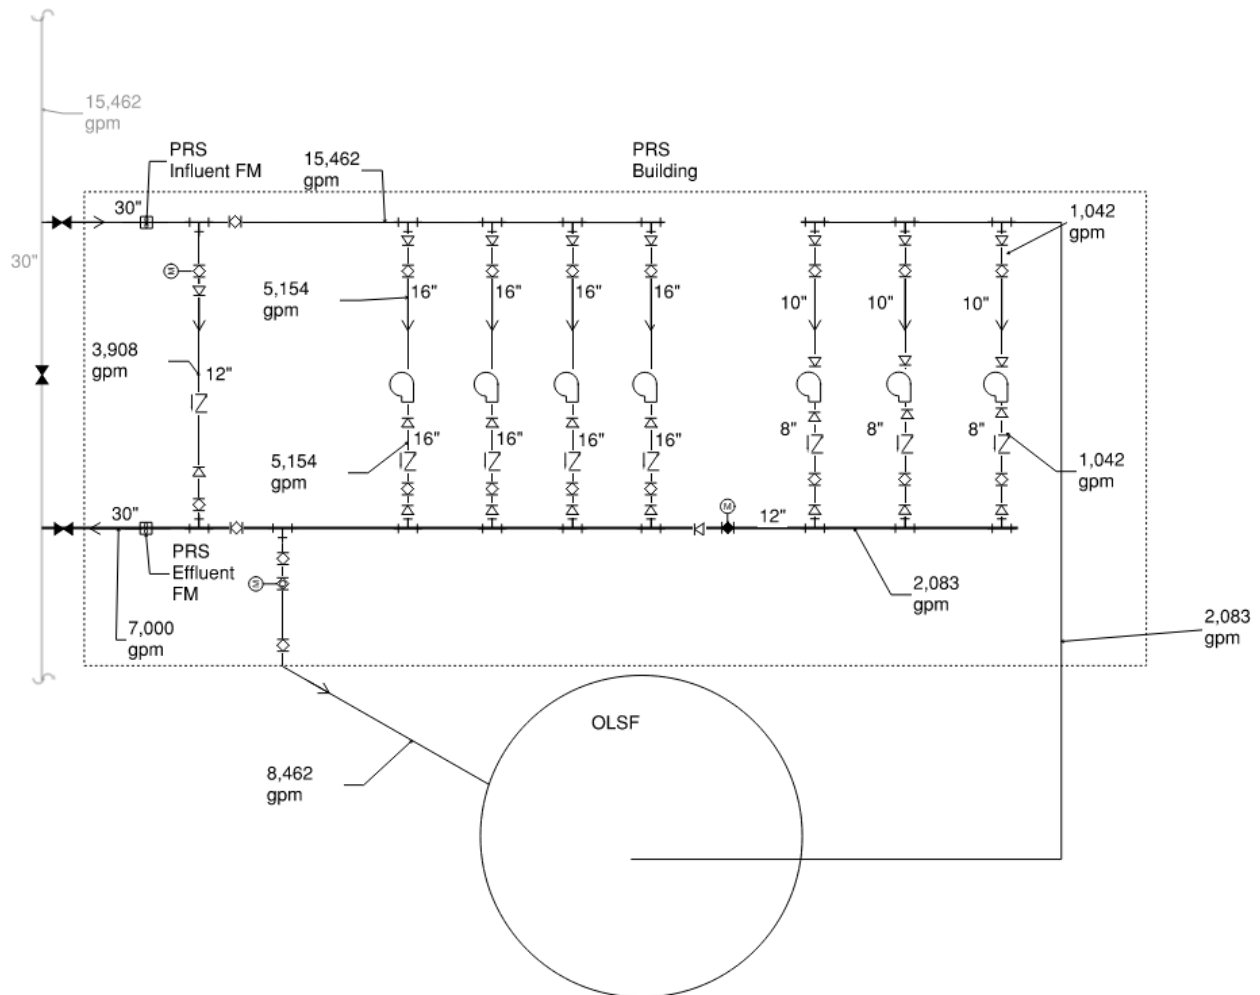 15,462
gpm
PRS
Influent FM
15,462
gpm
PRS
Building
30"
1,042
gpm
30"
M
5,154
gpm
16"
16"
16"
16"
10"
10"
10"
3,908
gpm
12"
5,154
gpm
16"
16"
16"
16"
8"
8"
8"
1,042
gpm
30"
M
12"
PRS
Effluent
FM
M
2,083
gpm
7,000
gpm
2,083
gpm
OLSF
8,462
gpm